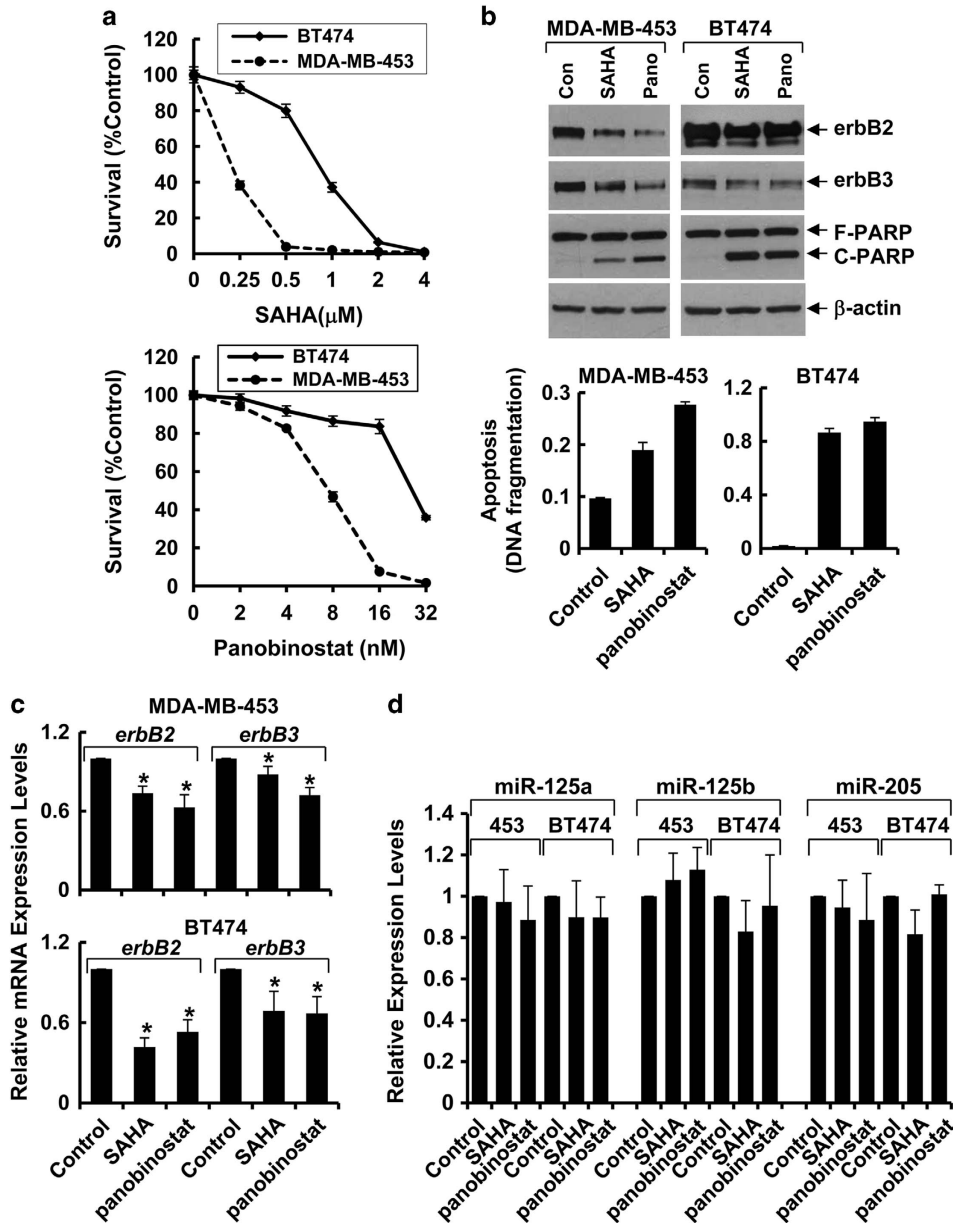 a
BT474
MDA-MB-453
120
100
80
60
40
20
0
Survival (%Control)
0 0.25 0.5 1 2 4
SAHA(μM)
BT474
MDA-MB-453
120
100
80
60
40
20
0
Survival (%Control)
0 2 4 8 16 32
Panobinostat (nM)
b
MDA-MB-453 BT474
Con SAHA Pano Con SAHA Pano
erbB2
erbB3
F-PARP
C-PARP
β-actin
MDA-MB-453
0.3
0.2
0.1
0
Apoptosis
(DNA fragmentation)
Control SAHA panobinostat
BT474
1.2
0.8
0.4
0
Control SAHA panobinostat
c
Relative mRNA Expression Levels
MDA-MB-453
erbB2 erbB3
1.2
0.6
0
* * * *
BT474
erbB2 erbB3
1.2
0.6
0
* * * *
Control SAHA panobinostat Control SAHA panobinostat
d
miR-125a miR-125b miR-205
453 BT474 453 BT474 453 BT474
1.4
1.2
1
0.8
0.6
0.4
0.2
0
Relative Expression Levels
Control SAHA panobinostat Control SAHA panobinostat Control SAHA panobinostat Control SAHA panobinostat Control SAHA panobinostat Control SAHA panobinostat